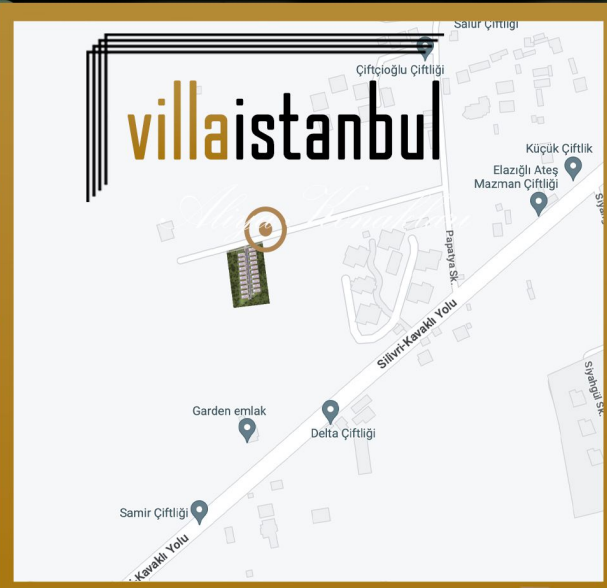 Salur Çiftliği
Çiftçioğlu Çiftliği
villaistanbul
Küçük Çiftlik
Elazığlı Ateş
Mazman Çiftliği
Konakları
Papatya Sk.
Silivri-Kavaklı Yolu
Siyahgül Sk.
Garden emlak
Delta Çiftliği
Samir Çiftliği
i-Kavaklı Yolu